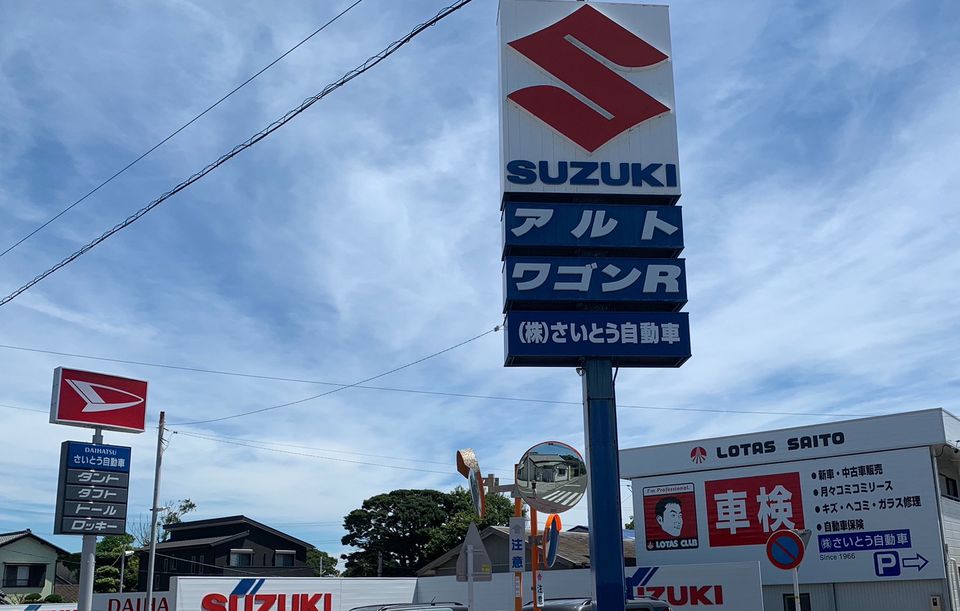 SUZUKI
アルト
ワゴンR
(株)さいとう自動車
DAIHATSU
さいとう自動車
ダント
タフト
トール
ロッキー
LOTAS SAITO
I'm Professional.
LOTAS CLUB
車検
●新車・中古車販売
●月々コミコミリース
●キズ・ヘコミ・ガラス修理
●自動車保険
(株)さいとう自動車
Since 1966
P
注意
DAIHATSU
SUZUKI
SUZUKI